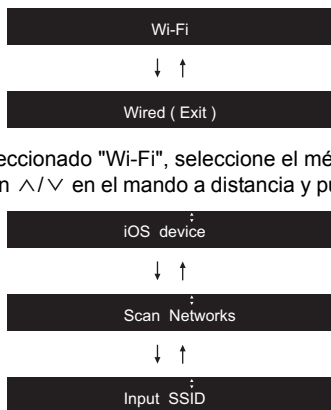 Wi-Fi
Wired ( Exit )
eccionado "Wi-Fi", seleccione el mé
n ∧/∨ en el mando a distancia y pu
iOS device
Scan Networks
Input SSID